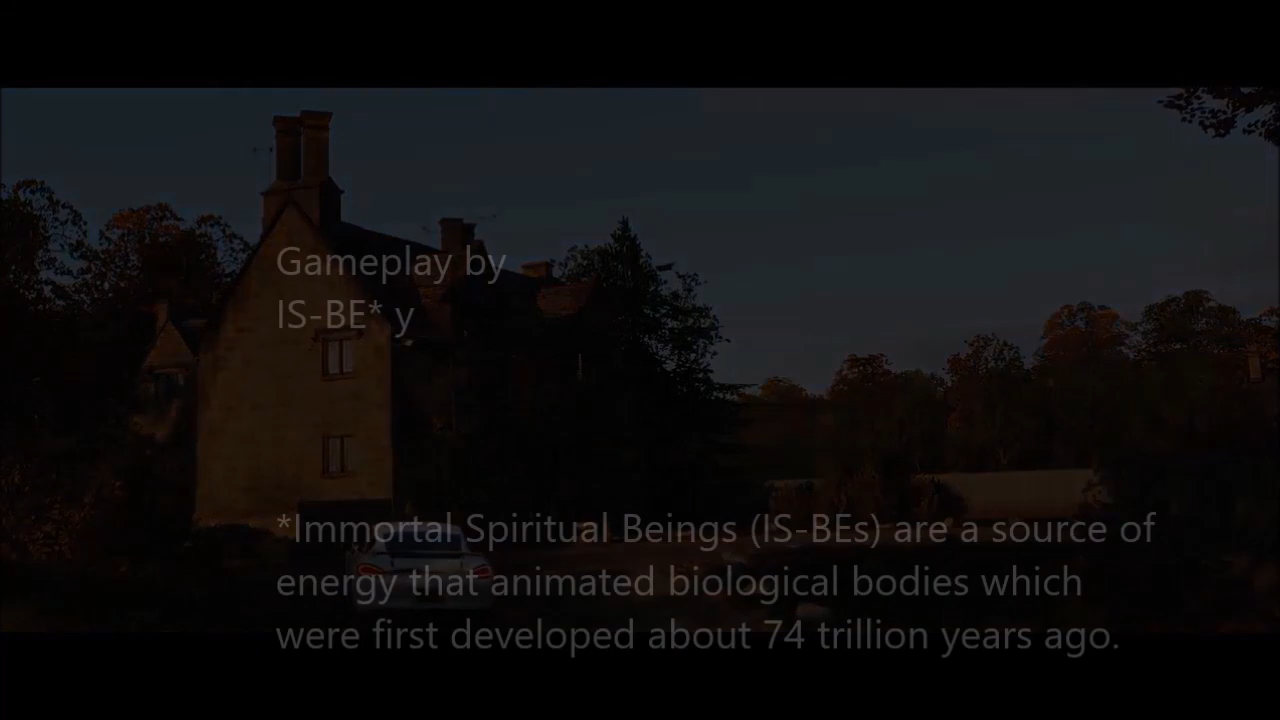 Gameplay by
IS-BE* y
*Immortal Spiritual Beings (IS-BEs) are a source of
energy that animated biological bodies which
were first developed about 74 trillion years ago.